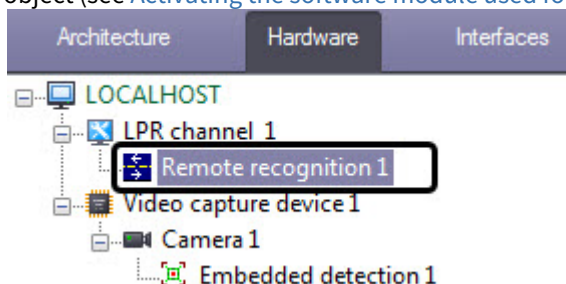 object (see Activating the software module used fo
Architecture Hardware Interfaces
LOCALHOST
LPR channel 1
Remote recognition 1
Video capture device 1
Camera 1
Embedded detection 1